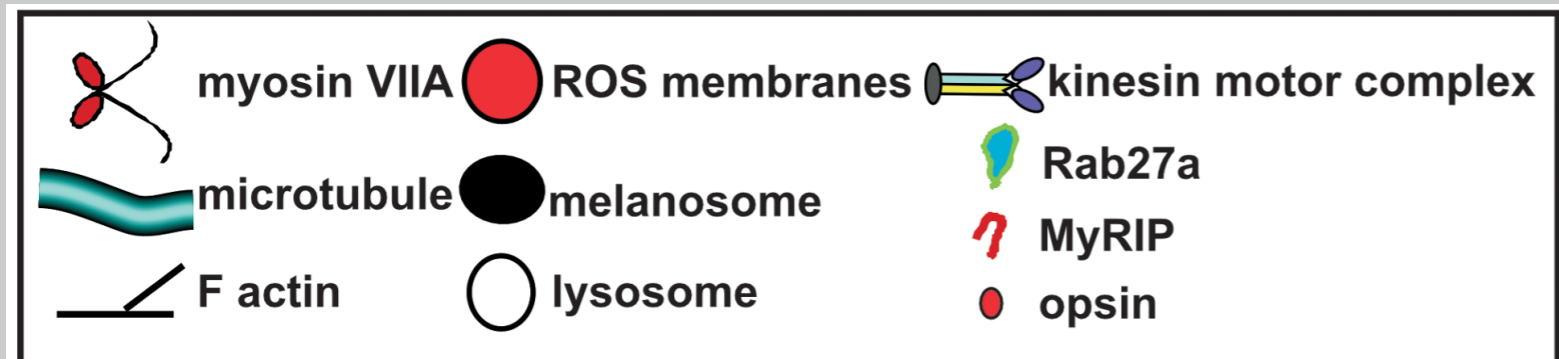 myosin VIIA
ROS membranes
kinesin motor complex
Rab27a
microtubule
melanosome
MyRIP
F actin
lysosome
opsin